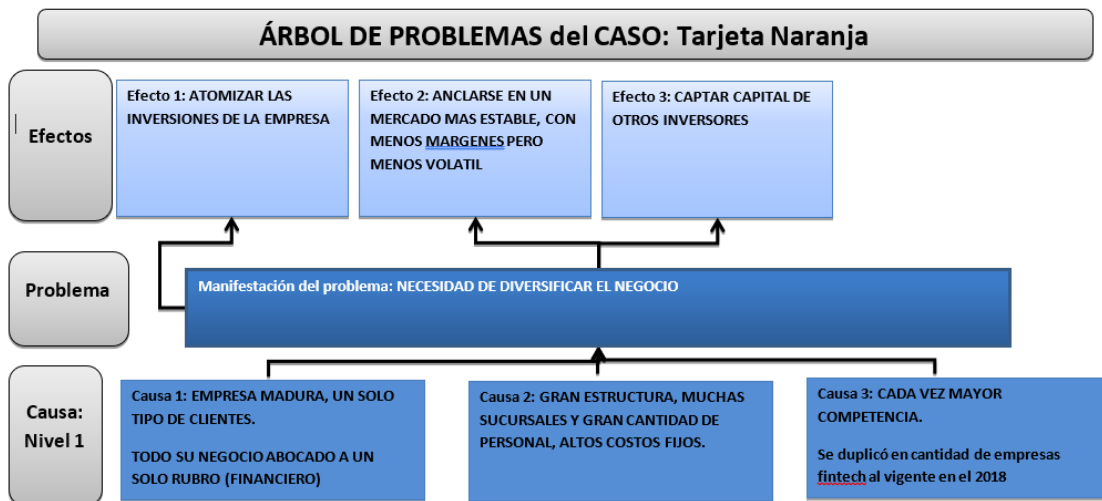 ÁRBOL DE PROBLEMAS del CASO: Tarjeta Naranja
Efectos
Efecto 1: ATOMIZAR LAS
INVERSIONES DE LA EMPRESA
Efecto 2: ANCLARSE EN UN
MERCADO MAS ESTABLE, CON
MENOS MARGENES PERO
MENOS VOLATIL
Efecto 3: CAPTAR CAPITAL DE
OTROS INVERSORES
Problema
Manifestación del problema: NECESIDAD DE DIVERSIFICAR EL NEGOCIO
Causa:
Nivel 1
Causa 1: EMPRESA MADURA, UN SOLO
TIPO DE CLIENTES.
TODO SU NEGOCIO ABOCADO A UN
SOLO RUBRO (FINANCIERO)
Causa 2: GRAN ESTRUCTURA, MUCHAS
SUCURSALES Y GRAN CANTIDAD DE
PERSONAL, ALTOS COSTOS FIJOS.
Causa 3: CADA VEZ MAYOR
COMPETENCIA.
Se duplicó en cantidad de empresas
fintech al vigente en el 2018